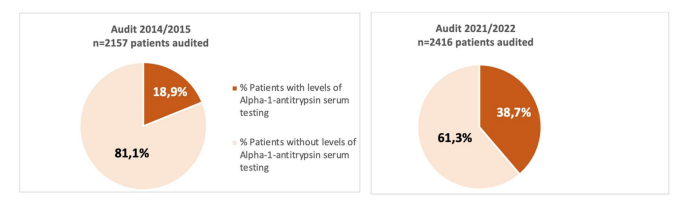 Audit 2014/2015
n=2157 patients audited
18,9%
81,1%
% Patients with levels of
Alpha-1-antitrypsin serum
testing
% Patients without levels of
Alpha-1-antitrypsin serum
testing
Audit 2021/2022
n=2416 patients audited
38,7%
61,3%